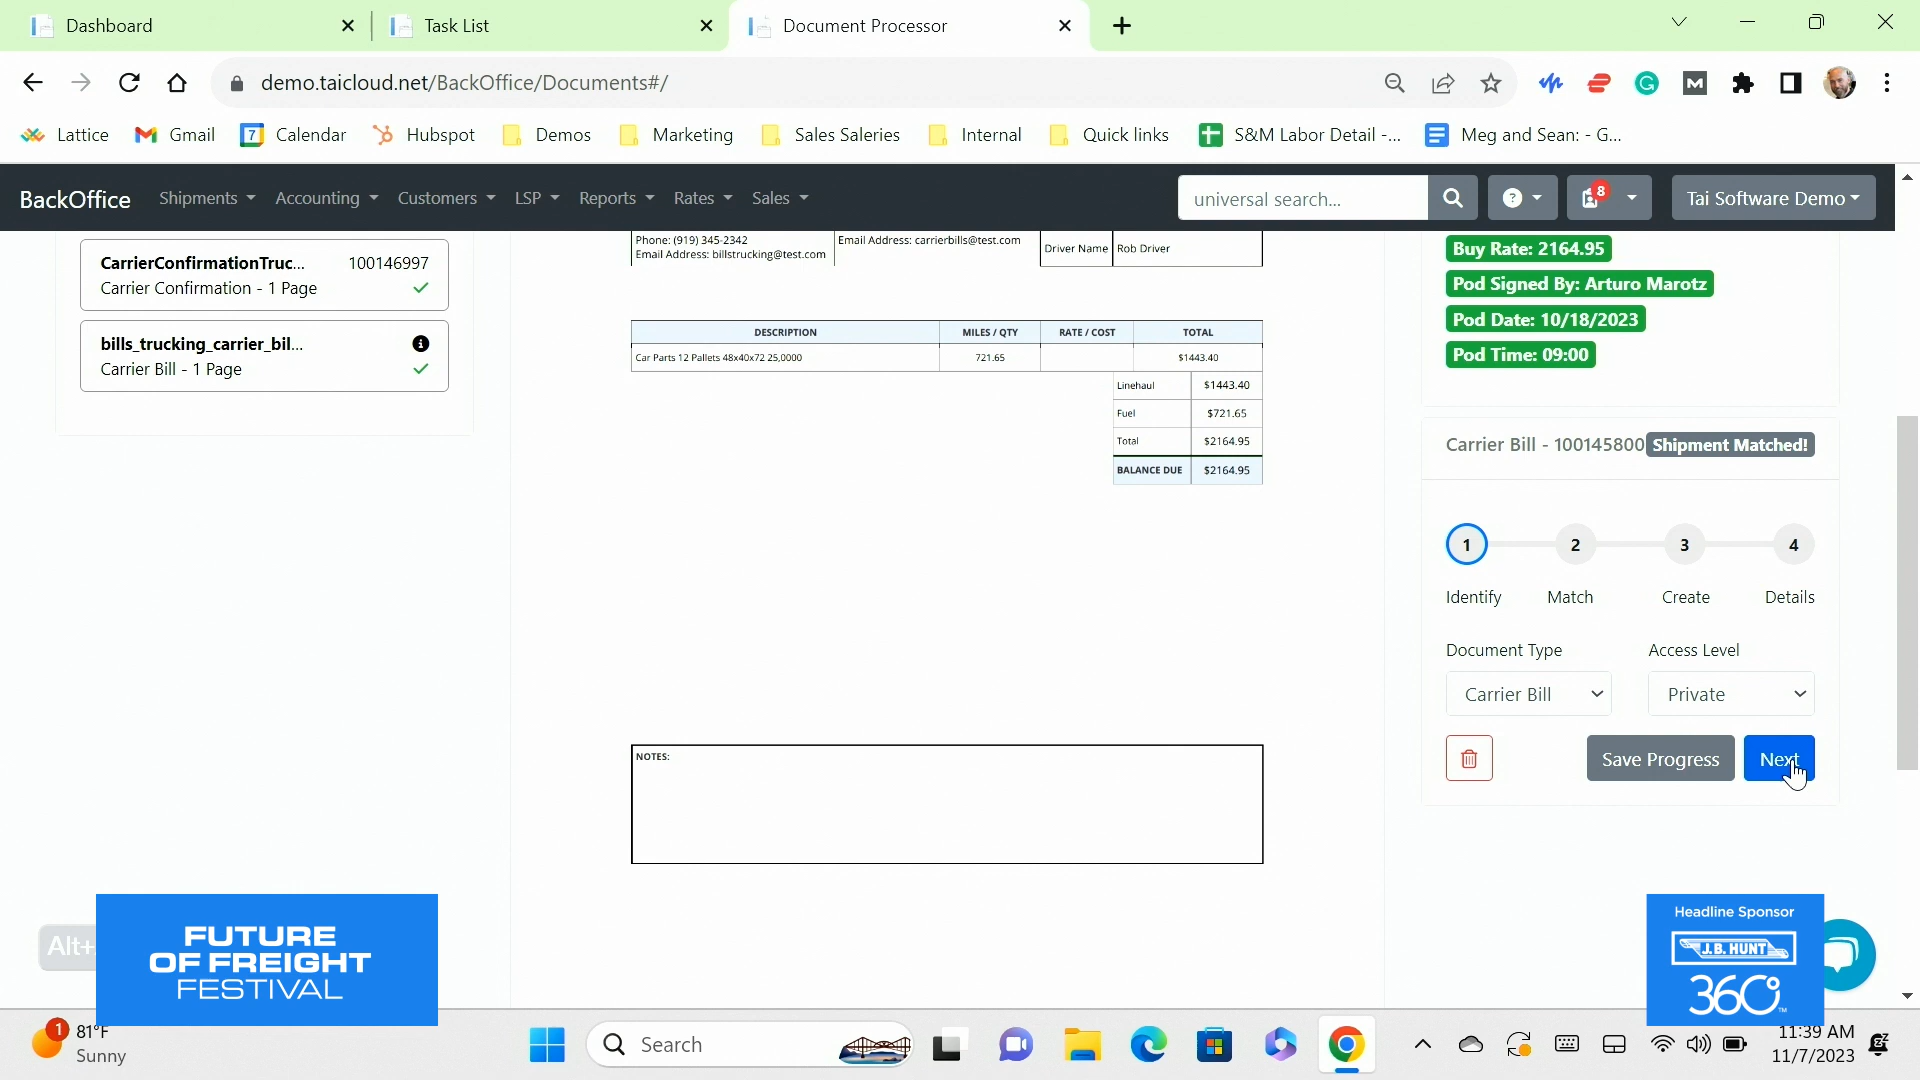 Dashboard
Task List
Document Processor
demo.taicloud.net/BackOffice/Documents#/
Lattice
Gmail
Calendar
Hubspot
Demos
Marketing
Sales Saleries
Internal
Quick links
S&M Labor Detail -...
Meg and Sean: - G...
BackOffice
Shipments
Accounting
Customers
LSP
Reports
Rates
Sales
universal search...
8
Tai Software Demo
CarrierConfirmationTruc... 100146997
Carrier Confirmation - 1 Page
bills_trucking_carrier_bil...
Carrier Bill - 1 Page
Phone: (919) 345-2342
Email Address: billstrucking@test.com
Email Address: carrierbills@test.com
Driver Name Rob Driver
DESCRIPTION MILES / QTY RATE / COST TOTAL
Car Parts 12 Pallets 48x40x72 25,0000 721.65 $1443.40
Linehaul $1443.40
Fuel $721.65
Total $2164.95
BALANCE DUE $2164.95
NOTES:
Buy Rate: 2164.95
Pod Signed By: Arturo Marotz
Pod Date: 10/18/2023
Pod Time: 09:00
Carrier Bill - 100145800 Shipment Matched!
1 2 3 4
Identify Match Create Details
Document Type Access Level
Carrier Bill Private
Save Progress Next
Alt+
FUTURE
OF FREIGHT
FESTIVAL
Headline Sponsor
J.B. HUNT
360
1
81°F
Sunny
Search
11:39 AM
11/7/2023